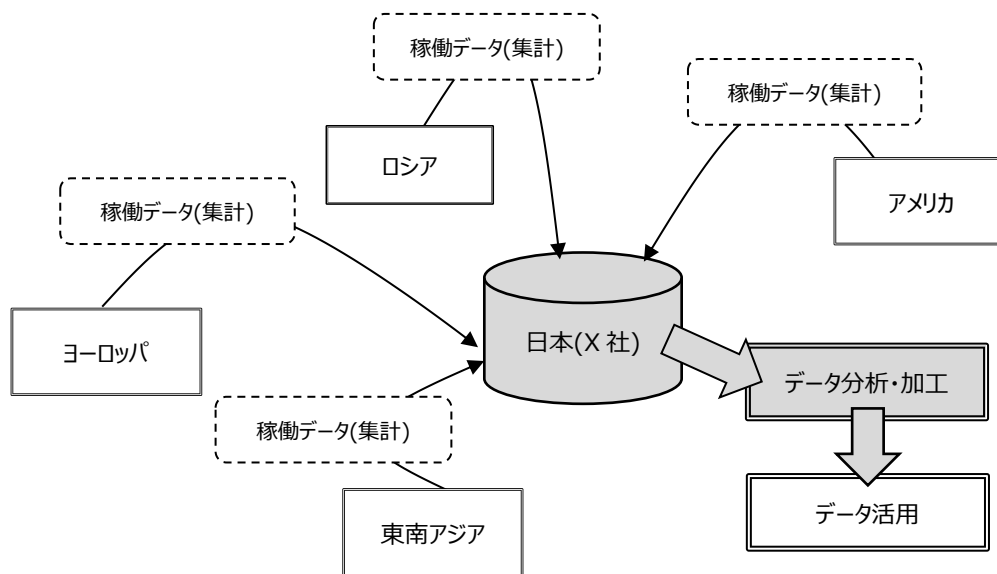 稼働データ(集計)
稼働データ(集計)
ロシア
アメリカ
稼働データ(集計)
ヨーロッパ
日本(X 社)
データ分析・加工
稼働データ(集計)
データ活用
東南アジア